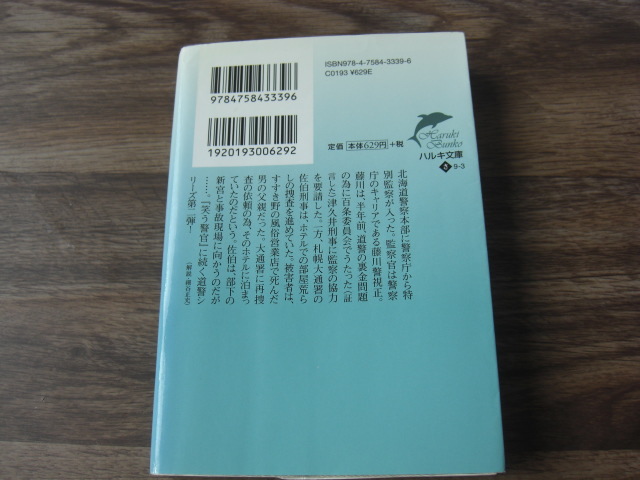 ISBN978-4-7584-3339-6
C0193 ¥629E
9784758433396
1920193006292
定価 本体629円 +税
Haruki
Bunko
ハルキ文庫
さ 9-3
北海道警察本部に警察庁から特
別監察が入った。監察官は警察
庁のキャリアである藤川警視正。
藤川は、半年前、道警の裏金問題
の為に百条委員会でうたった(証
言した)津久井刑事に監察の協力
を要請した。一方、札幌大通署の
佐伯刑事は、ホテルでの部屋荒ら
しの捜査を進めていた。被害者は、
すすき野の風俗営業店で死んだ
男の父親だった。大通署に再捜
査の依頼の為、そのホテルに泊まっ
ていたのだという。佐伯は、部下の
新宮と事故現場に向かうのだが
……。『笑う警官』に続く道警シ
リーズ第二弾!
(解説・細谷正充)